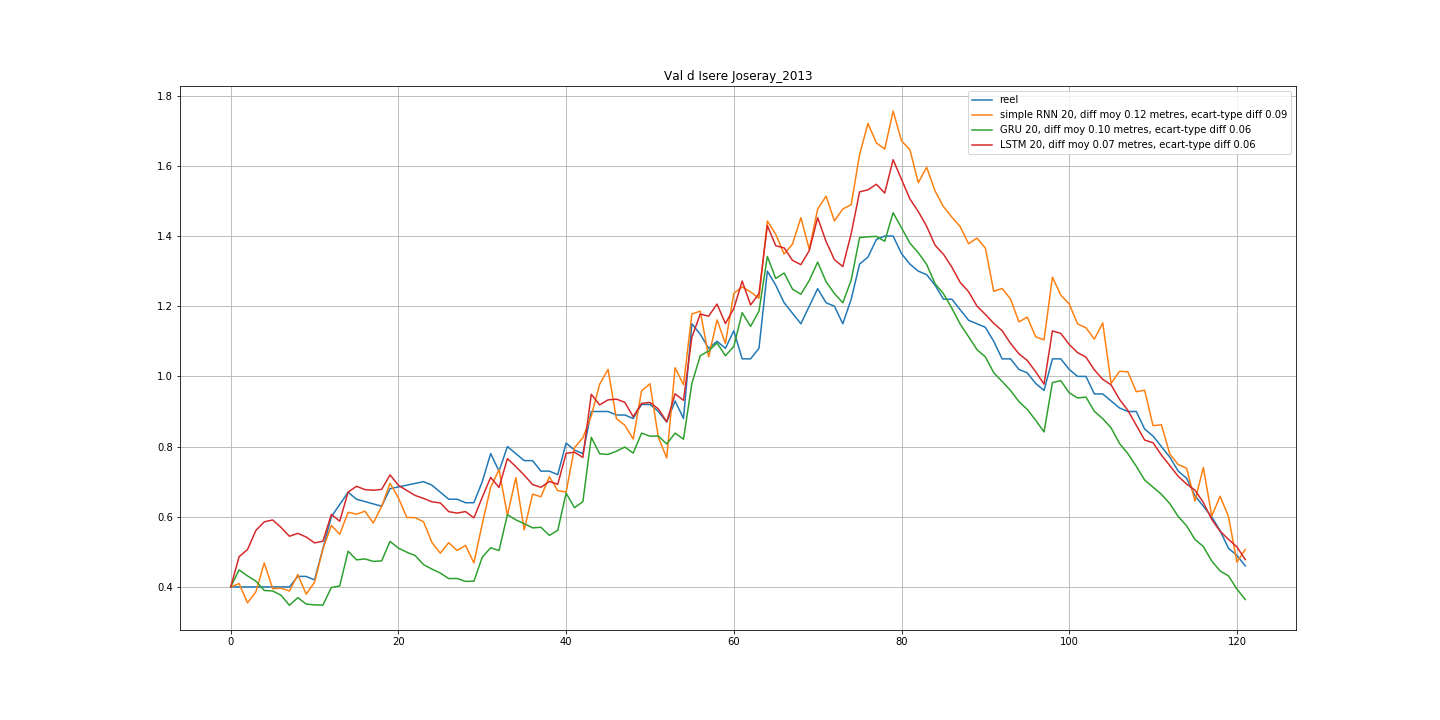 Val d Isere Joseray_2013
1.8
1.6
1.4
1.2
1.0
0.8
0.6
0.4
reel
simple RNN 20, diff moy 0.12 metres, ecart-type diff 0.09
GRU 20, diff moy 0.10 metres, ecart-type diff 0.06
LSTM 20, diff moy 0.07 metres, ecart-type diff 0.06
0 20 40 60 80 100 120